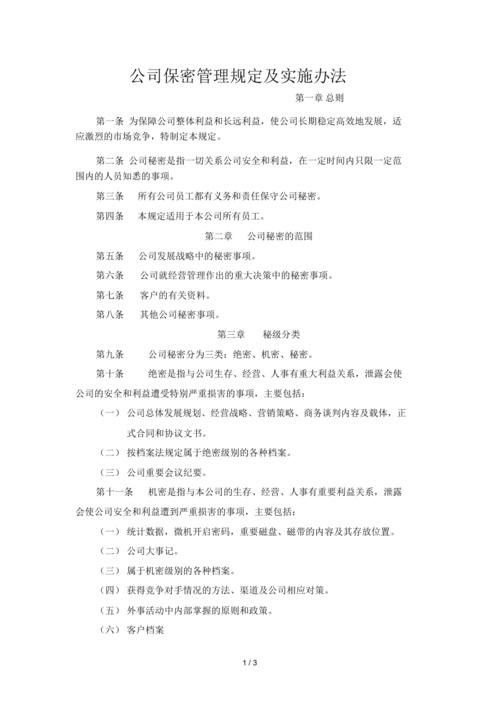 公司保密管理规定及实施办法
第一章 总则
第一条 为保障公司整体利益和长远利益，使公司长期稳定高效地发展，适
应激烈的市场竞争，特制定本规定。
第二条 公司秘密是指一切关系公司安全和利益，在一定时间内只限一定范
围内的人员知悉的事项。
第三条 所有公司员工都有义务和责任保守公司秘密。
第四条 本规定适用于本公司所有员工。
第二章 公司秘密的范围
第五条 公司发展战略中的秘密事项。
第六条 公司就经营管理作出的重大决策中的秘密事项。
第七条 客户的有关资料。
第八条 其他公司秘密事项。
第三章 秘级分类
第九条 公司秘密分为三类：绝密、机密、秘密。
第十条 绝密是指与公司生存、经营、人事有重大利益关系，泄露会使
公司的安全和利益遭受特别严重损害的事项，主要包括：
（一） 公司总体发展规划、经营战略、营销策略、商务谈判内容及载体，正
式合同和协议文书。
（二） 按档案法规定属于绝密级别的各种档案。
（三） 公司重要会议纪要。
第十一条 机密是指与本公司的生存、经营、人事有重要利益关系，泄露
会使公司安全和利益遭到严重损害的事项，主要包括：
（一） 统计数据，微机开启密码，重要磁盘、磁带的内容及其存放位置。
（二） 公司大事记。
（三） 属于机密级别的各种档案。
（四） 获得竞争对手情况的方法、渠道及公司相应对策。
（五） 外事活动中内部掌握的原则和政策。
（六） 客户档案
1 / 3